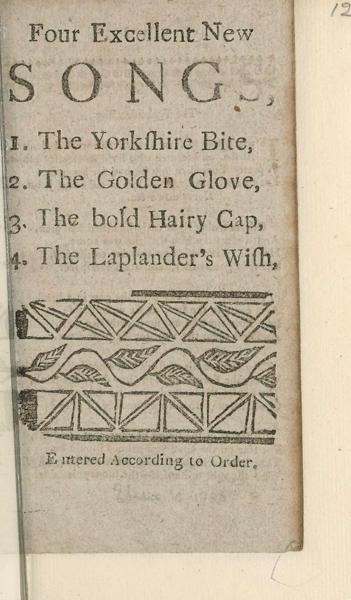 12
Four Excellent New
SONGS,
1. The Yorkſhire Bite,
2. The Golden Glove,
3. The bold Hairy Cap,
4. The Laplander's Wiſh,
Entered According to Order.